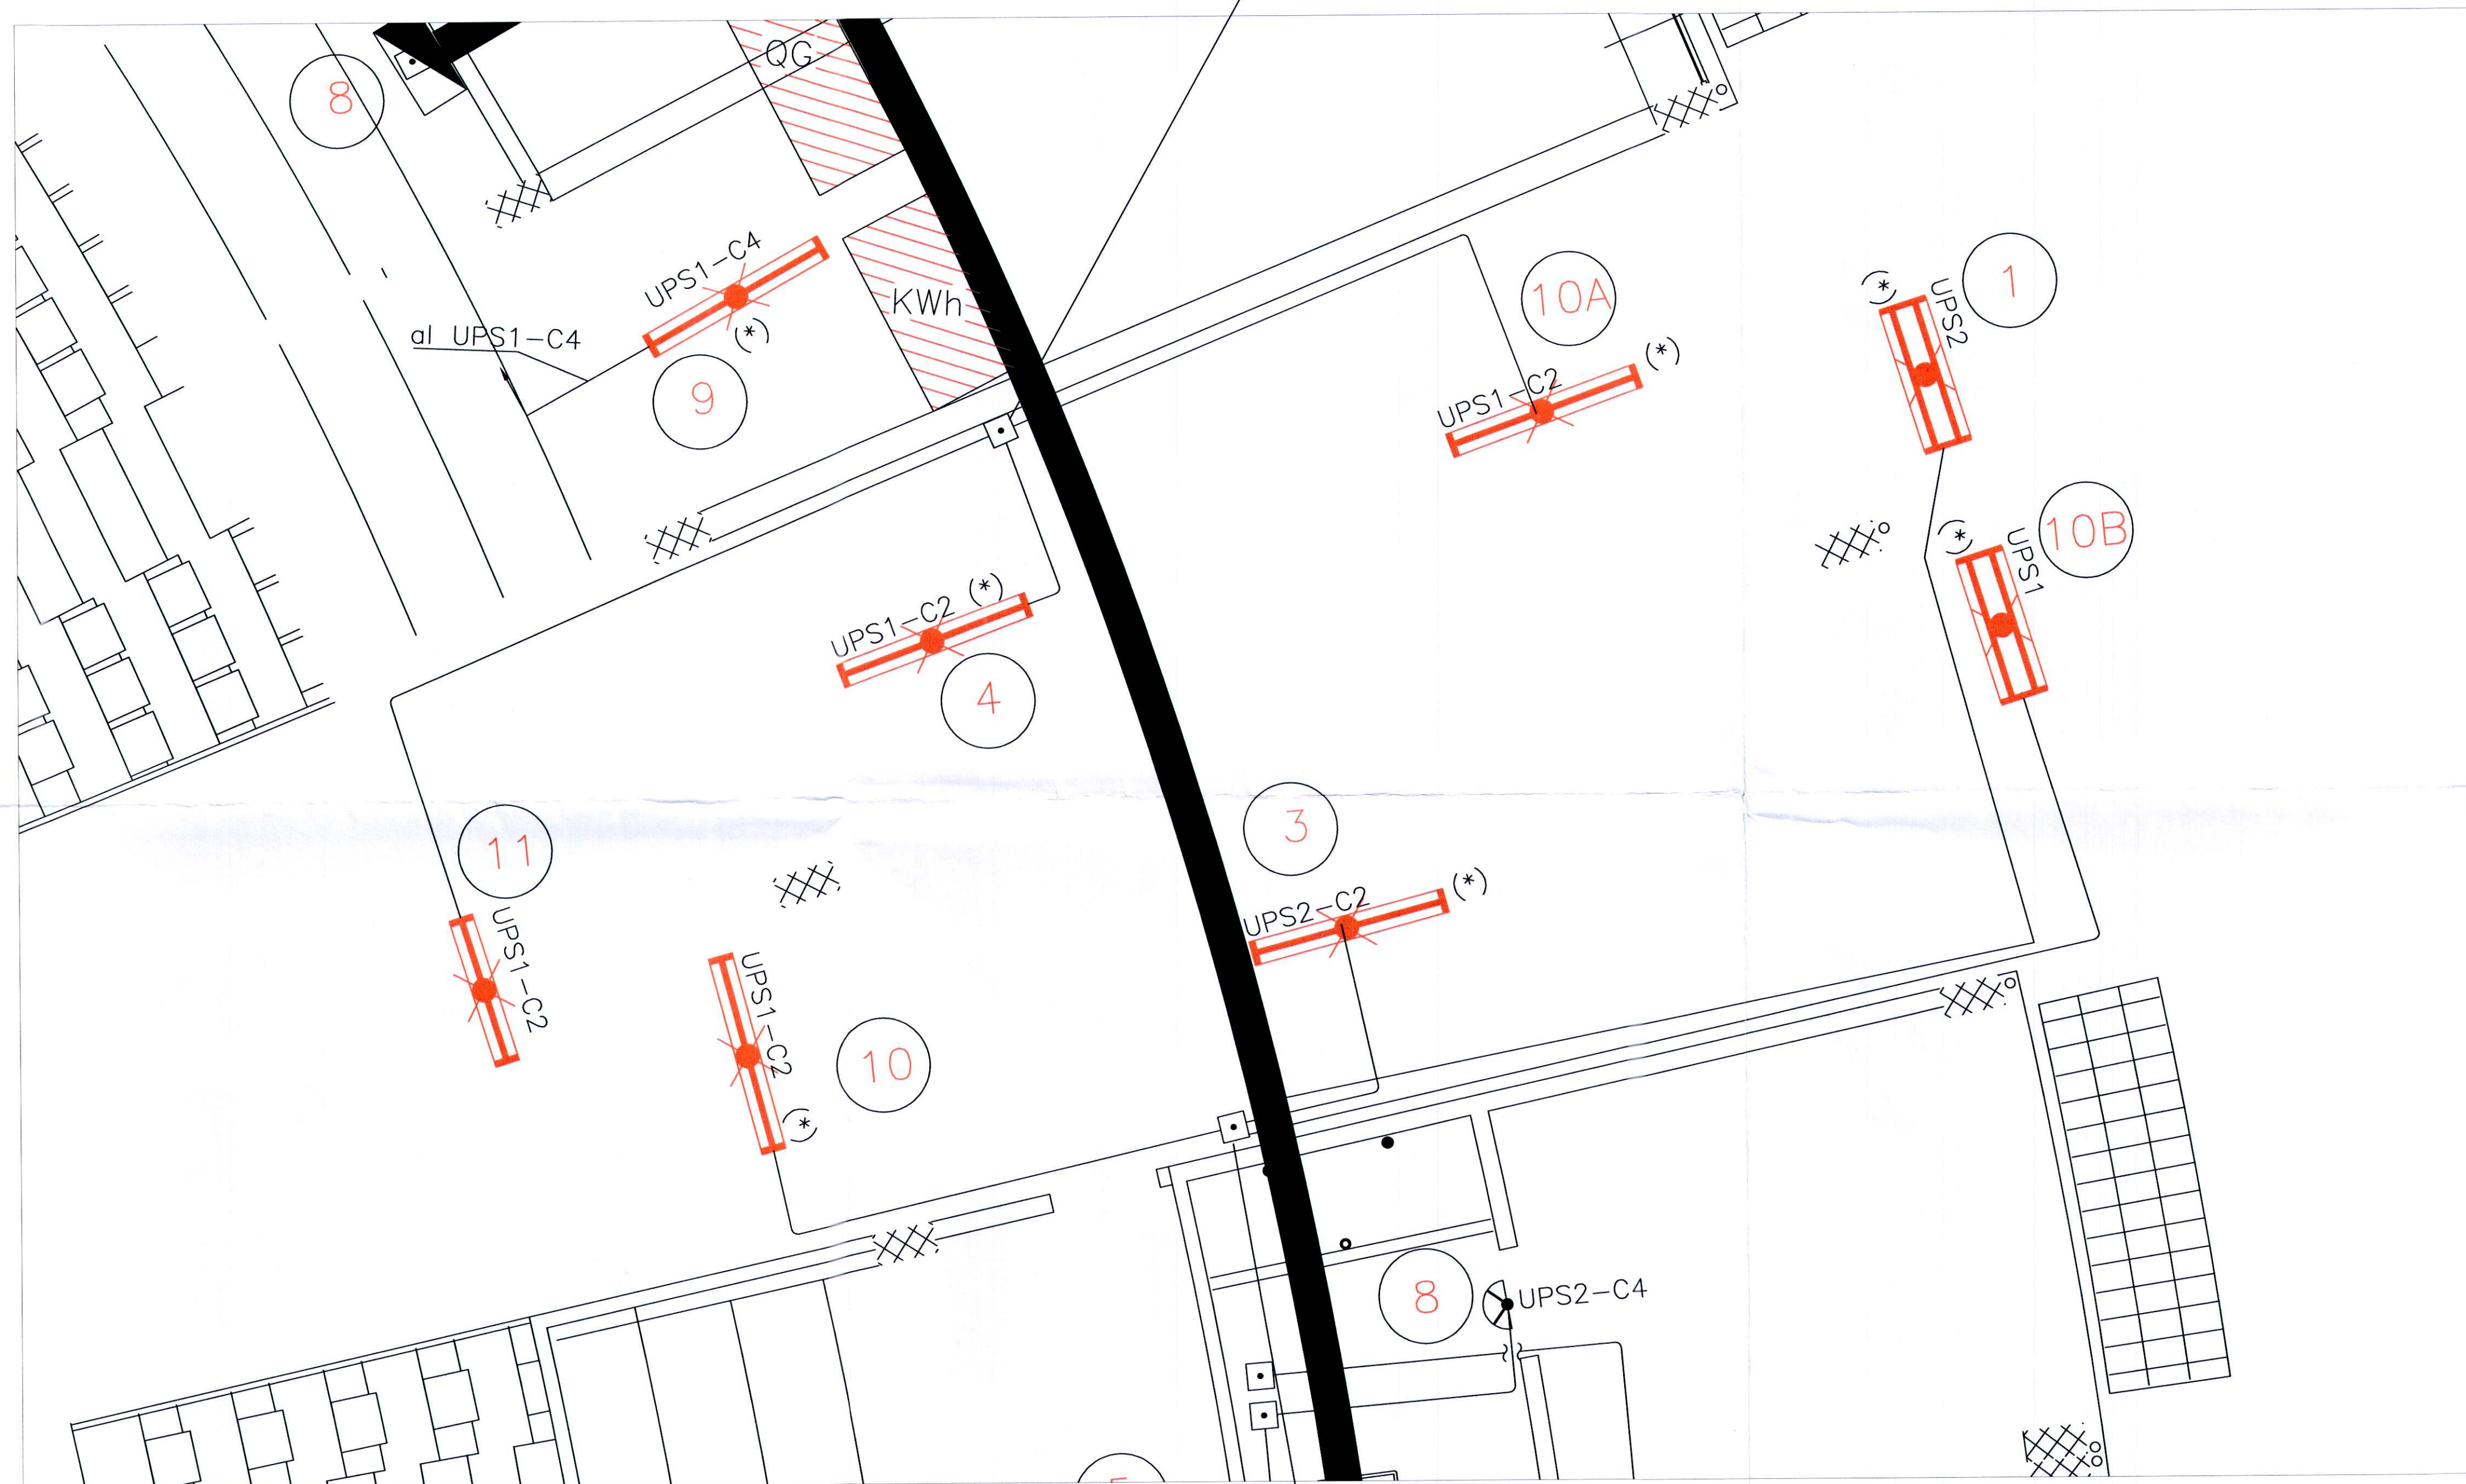 QG
8
UPS1-C4
(*)
al UPS1-C4
KWh
9
10A
(*)
UPS1-C2
1
(*)
UPS2
10B
(*)
UPS1
UPS1-C2 (*)
4
3
(*)
UPS2-C2
11
UPS1-C2
UPS1-C2
(*)
10
8
UPS2-C4